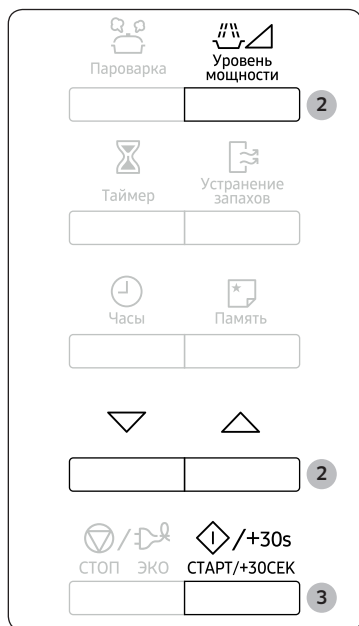 Пароварка
Уровень
мощности
2
Таймер
Устранение
запахов
Часы
Память
2
/+30s
СТОП ЭКО СТАРТ/+30СЕК
3